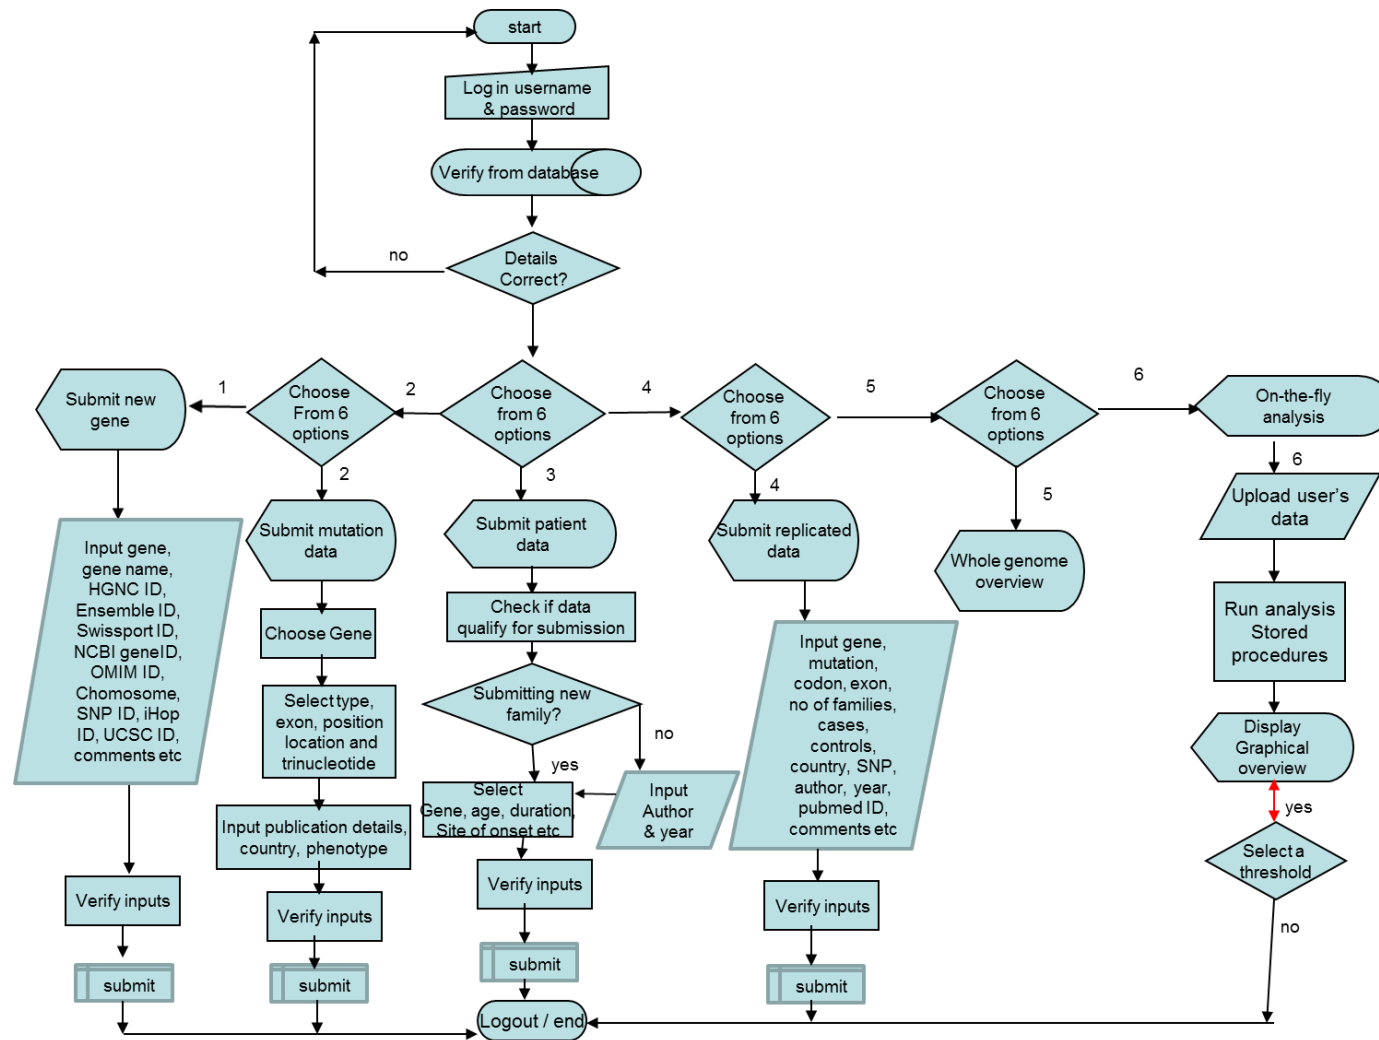 start
Log in username
& password
Verify from database
Details
Correct?
no
Choose
From 6
options
Choose
from 6
options
Choose
from 6
options
Choose
from 6
options
1
2
4
5
6
Submit new
gene
On-the-fly
analysis
2
3
4
5
6
Submit mutation
data
Submit patient
data
Submit replicated
data
Whole genome
overview
Upload user's
data
Input gene,
gene name,
HGNC ID,
Ensemble ID,
Swissport ID,
NCBI geneID,
OMIM ID,
Chomosome,
SNP ID, iHop
ID, UCSC ID,
comments etc
Choose Gene
Select type,
exon, position
location and
trinucleotide
Input publication details,
country, phenotype
Check if data
qualify for submission
Submitting new
family?
no
yes
Select
Gene, age, duration,
Site of onset etc
Input
Author
& year
Input gene,
mutation,
codon, exon,
no of families,
cases,
controls,
country, SNP,
author, year,
pubmed ID,
comments etc
Run analysis
Stored
procedures
Display
Graphical
overview
yes
Select a
threshold
no
Verify inputs
Verify inputs
Verify inputs
Verify inputs
submit
submit
submit
submit
Logout / end